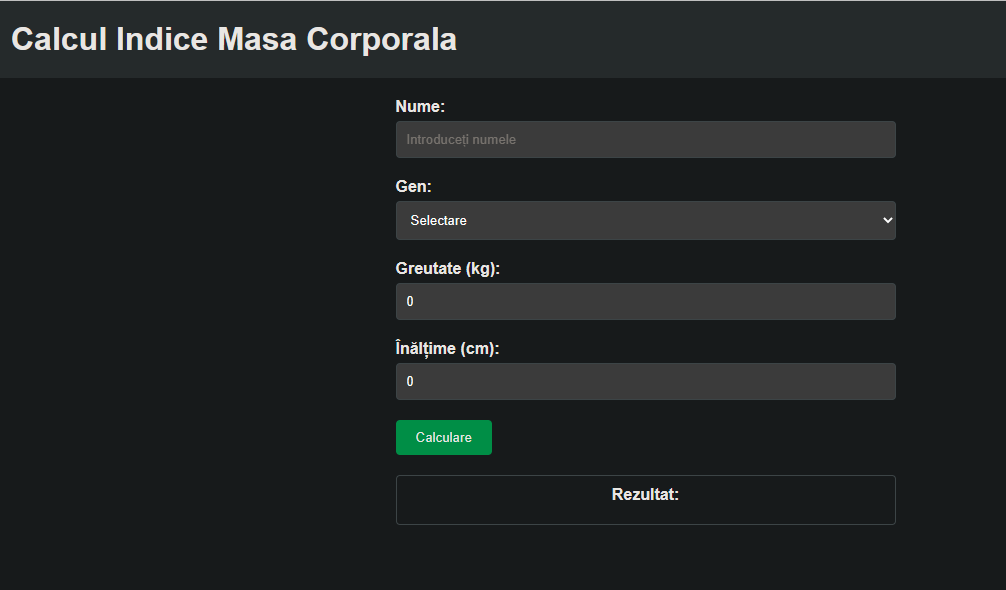 Calcul Indice Masa Corporala
Nume:
Introduceți numele
Gen:
Selectare
Greutate (kg):
0
Înălțime (cm):
0
Calculare
Rezultat: